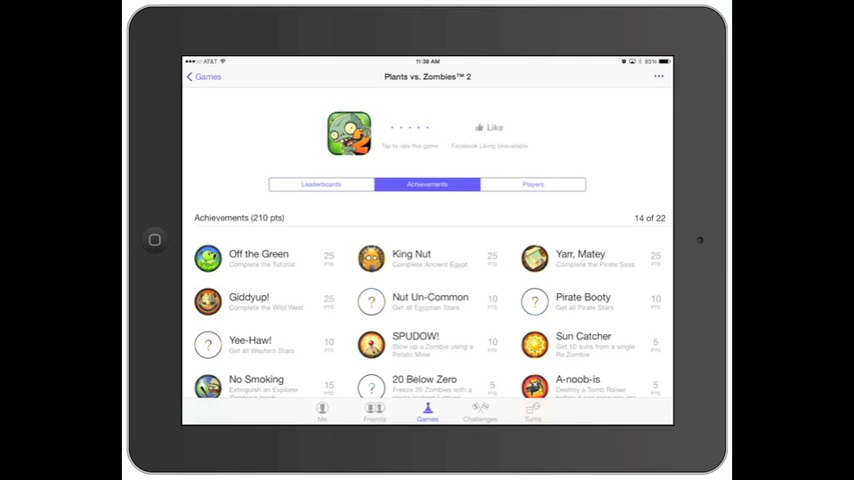 AT&T
11:38 AM
93%
Games
Plants vs. Zombies™ 2
Like
Tap to rate this game
Facebook Liking Unavailable
Leaderboards
Achievements
Players
Achievements (210 pts)
14 of 22
Off the Green
25
Complete the Tutorial
PTS
King Nut
25
Complete Ancient Egypt
PTS
Yarr, Matey
25
Complete the Pirate Seas
PTS
Giddyup!
25
Complete the Wild West
PTS
?
Nut Un-Common
10
Get all Egyptian Stars
PTS
?
Pirate Booty
10
Get all Pirate Stars
PTS
?
Yee-Haw!
10
Get all Western Stars
PTS
SPUDOW!
10
Blow up a Zombie using a
PTS
Potato Mine
Sun Catcher
5
Get 10 suns from a single
PTS
Ra Zombie
No Smoking
15
Extinguish an Explorer
PTS
?
20 Below Zero
5
Freeze 20 Zombies with a
PTS
A-noob-is
5
Destroy a Tomb Raiser
PTS
Me
Friends
Games
Challenges
Turns